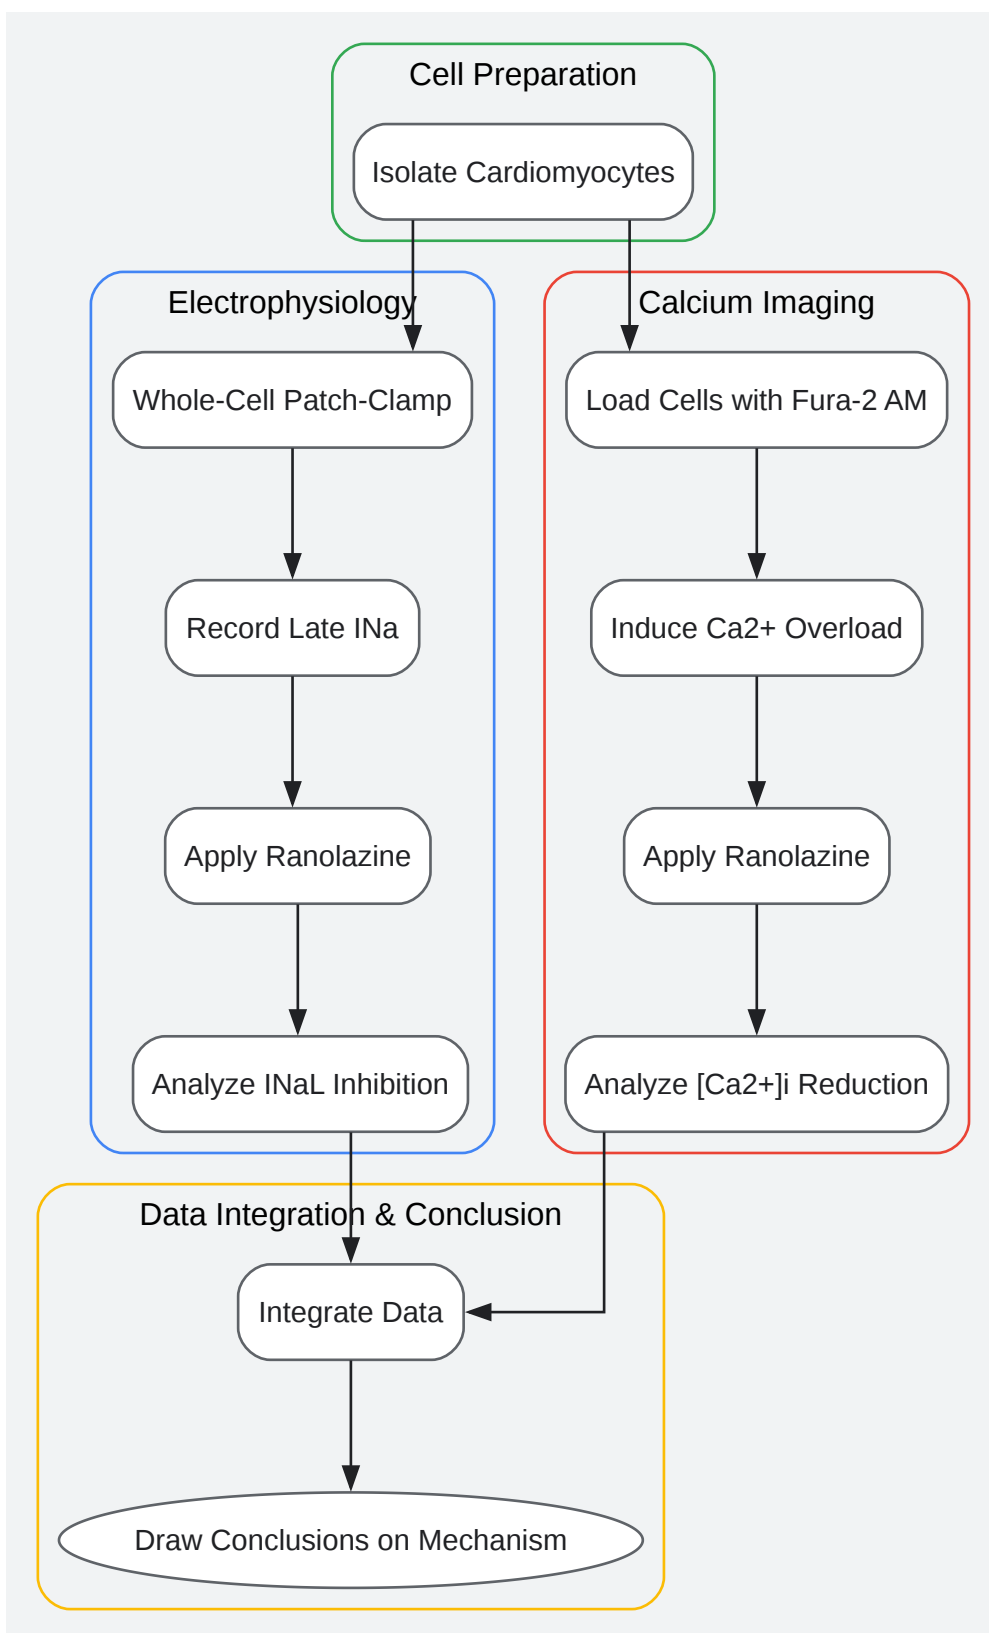 Cell Preparation
Isolate Cardiomyocytes
Electrophysiology
Whole-Cell Patch-Clamp
Record Late INa
Apply Ranolazine
Analyze INaL Inhibition
Calcium Imaging
Load Cells with Fura-2 AM
Induce Ca2+ Overload
Apply Ranolazine
Analyze [Ca2+]i Reduction
Data Integration & Conclusion
Integrate Data
Draw Conclusions on Mechanism